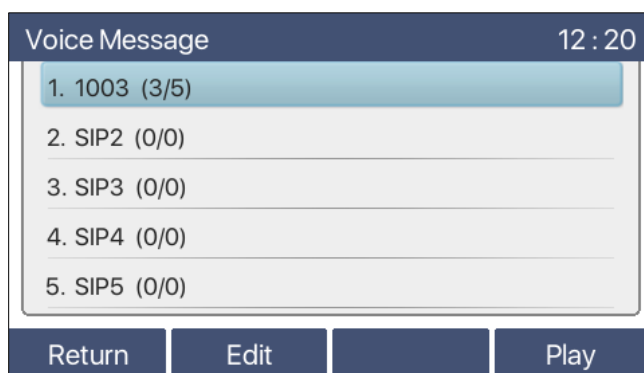 Voice Message 12:20
1. 1003 (3/5)
2. SIP2 (0/0)
3. SIP3 (0/0)
4. SIP4 (0/0)
5. SIP5 (0/0)
Return Edit Play